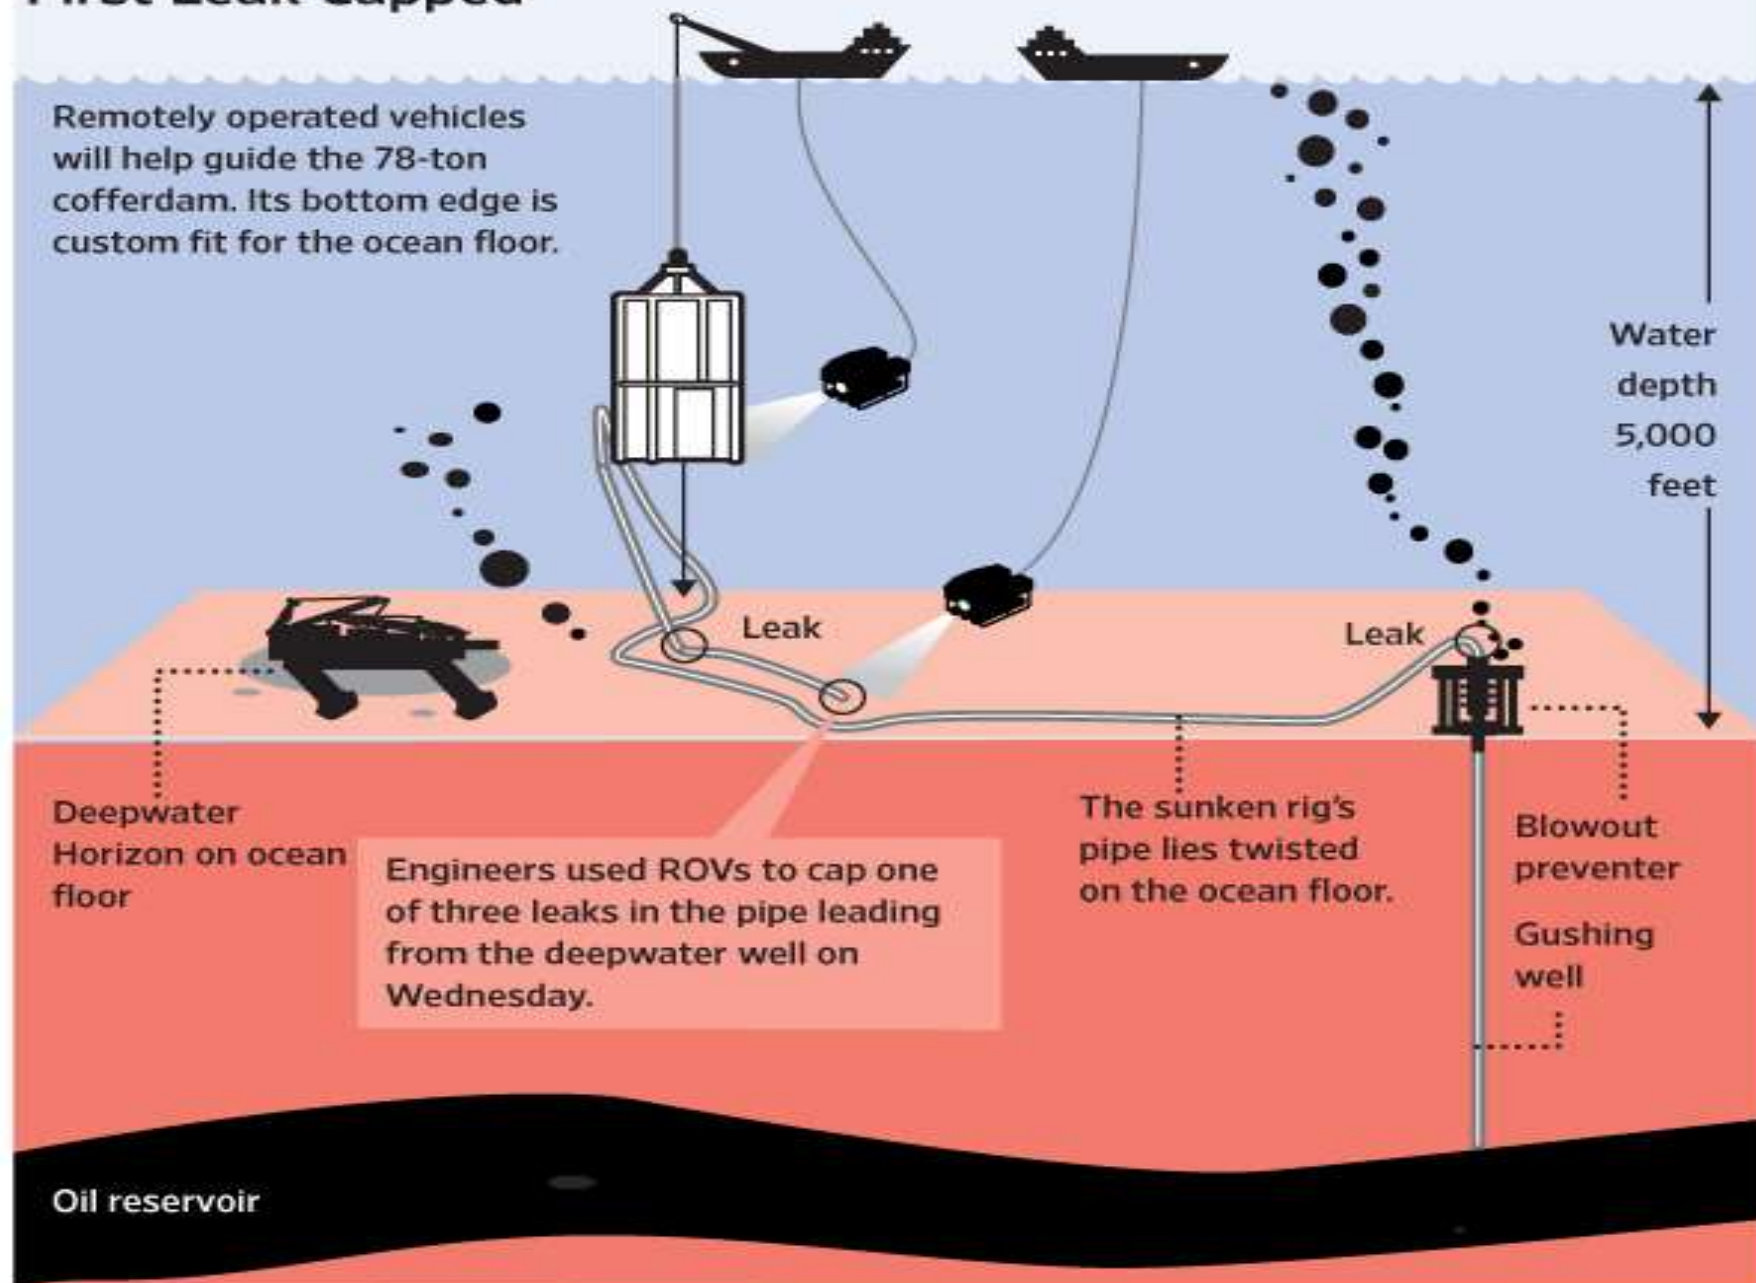 First Leak Capped
Remotely operated vehicles
will help guide the 78-ton
cofferdam. Its bottom edge is
custom fit for the ocean floor.
Water
depth
5,000
feet
Leak
Leak
Deepwater
Horizon on ocean
floor
Engineers used ROVs to cap one
of three leaks in the pipe leading
from the deepwater well on
Wednesday.
The sunken rig’s
pipe lies twisted
on the ocean floor.
Blowout
preventer
Gushing
well
Oil reservoir